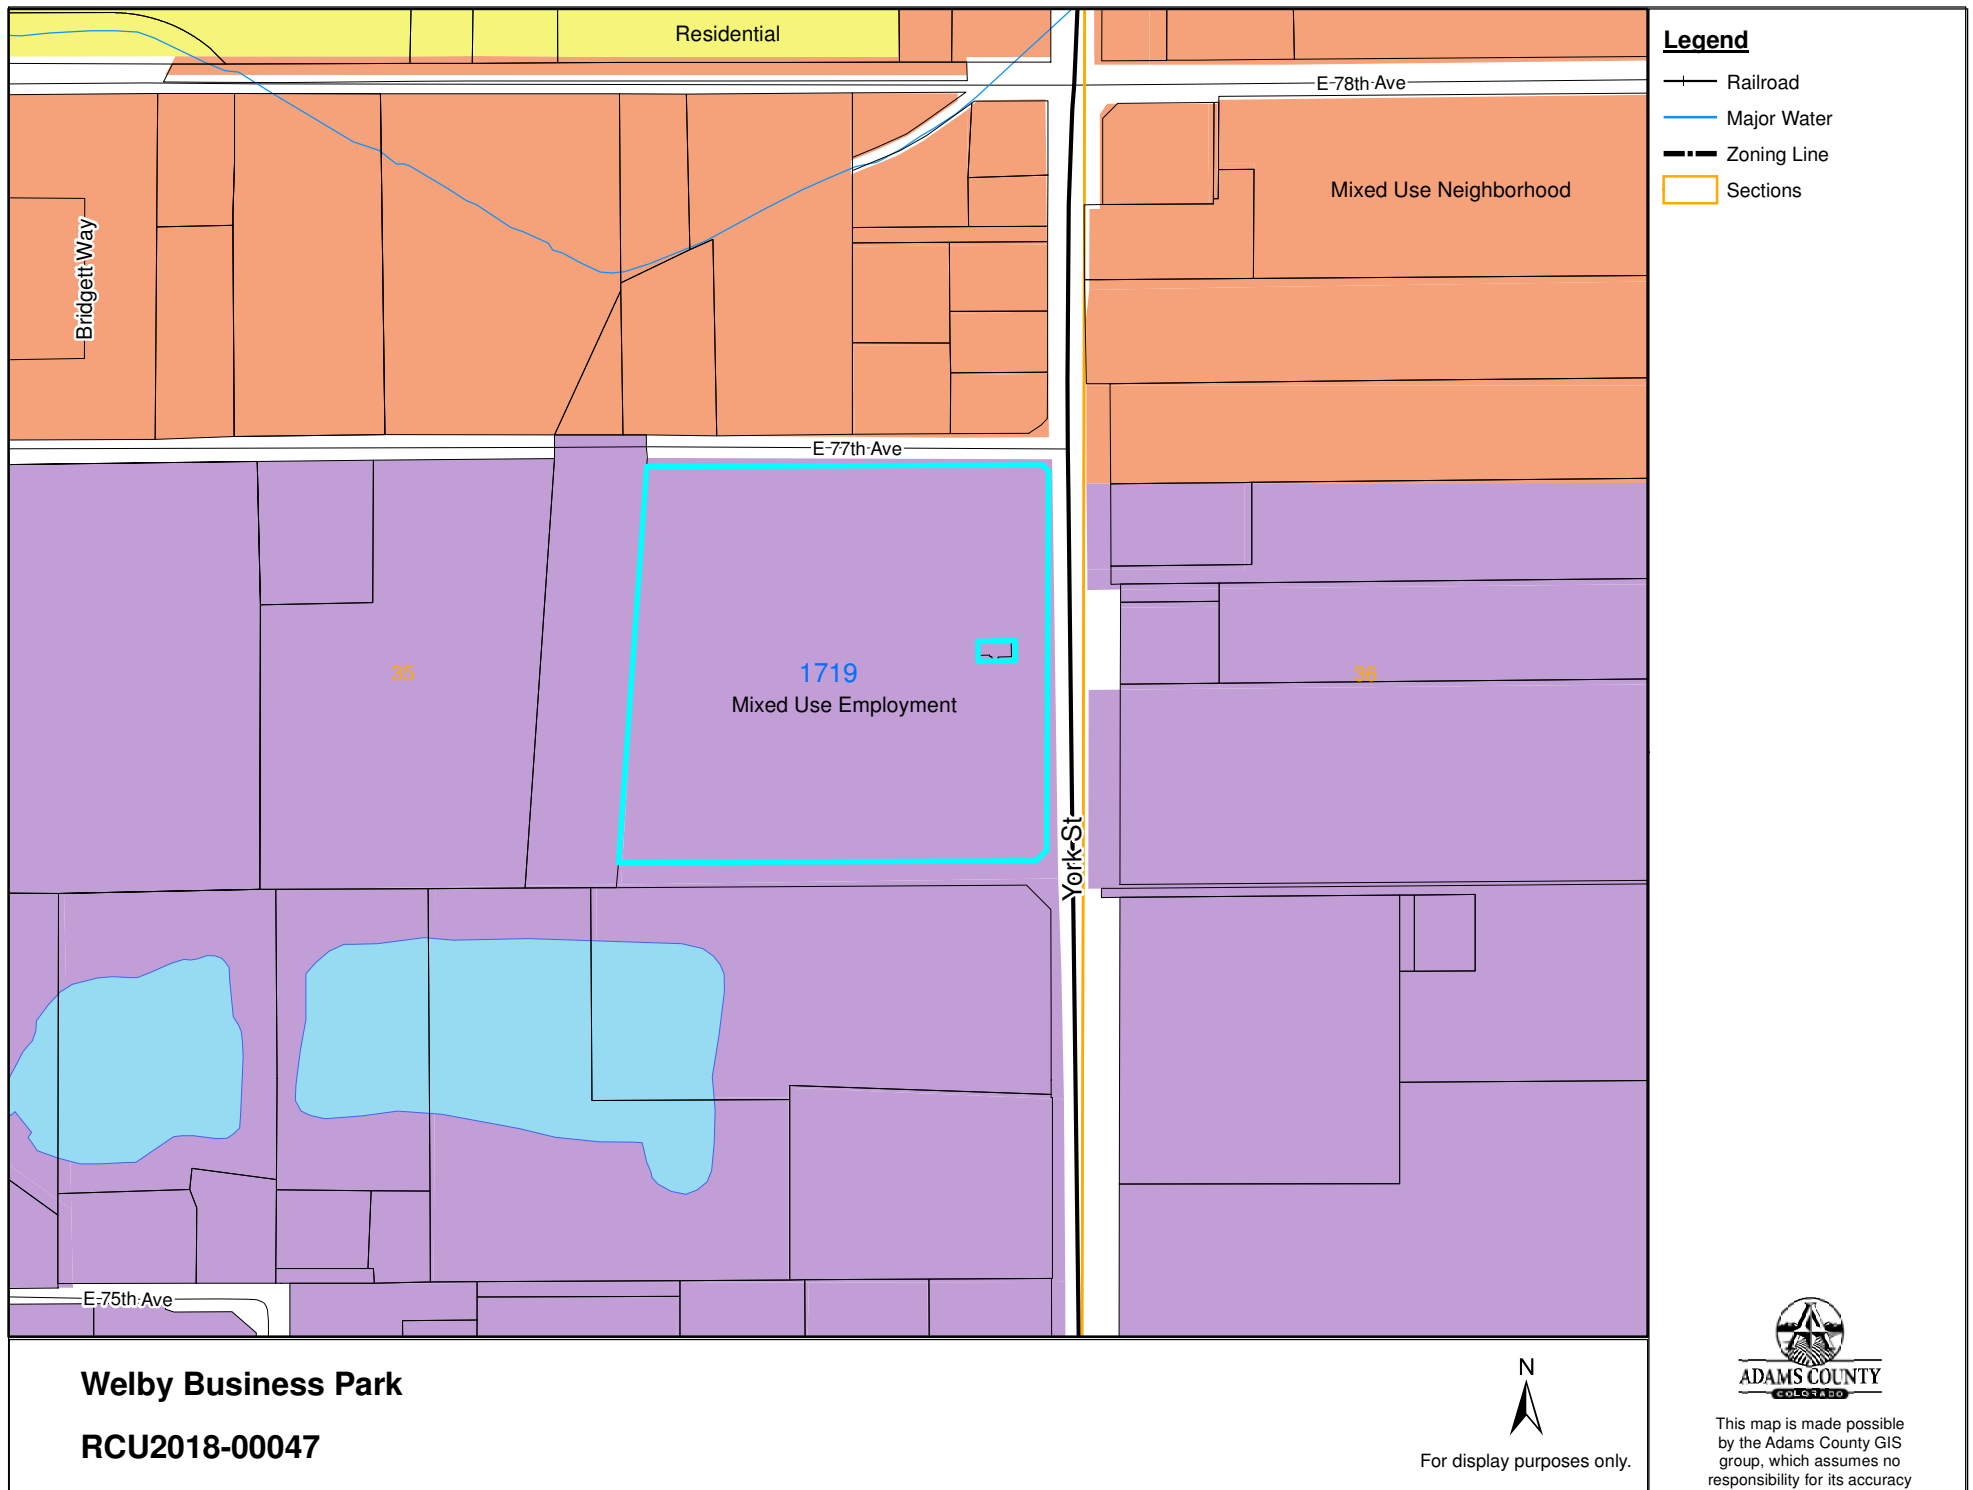 Residential
Legend
Railroad
E 78th Ave
Major Water
Zoning Line
Mixed Use Neighborhood
Sections
Bridgett Way
E 77th Ave
35
1719
36
Mixed Use Employment
York St
E 75th Ave
Welby Business Park
RCU2018-00047
N
For display purposes only.
ADAMS COUNTY
COLORADO
This map is made possible
by the Adams County GIS
group, which assumes no
responsibility for its accuracy